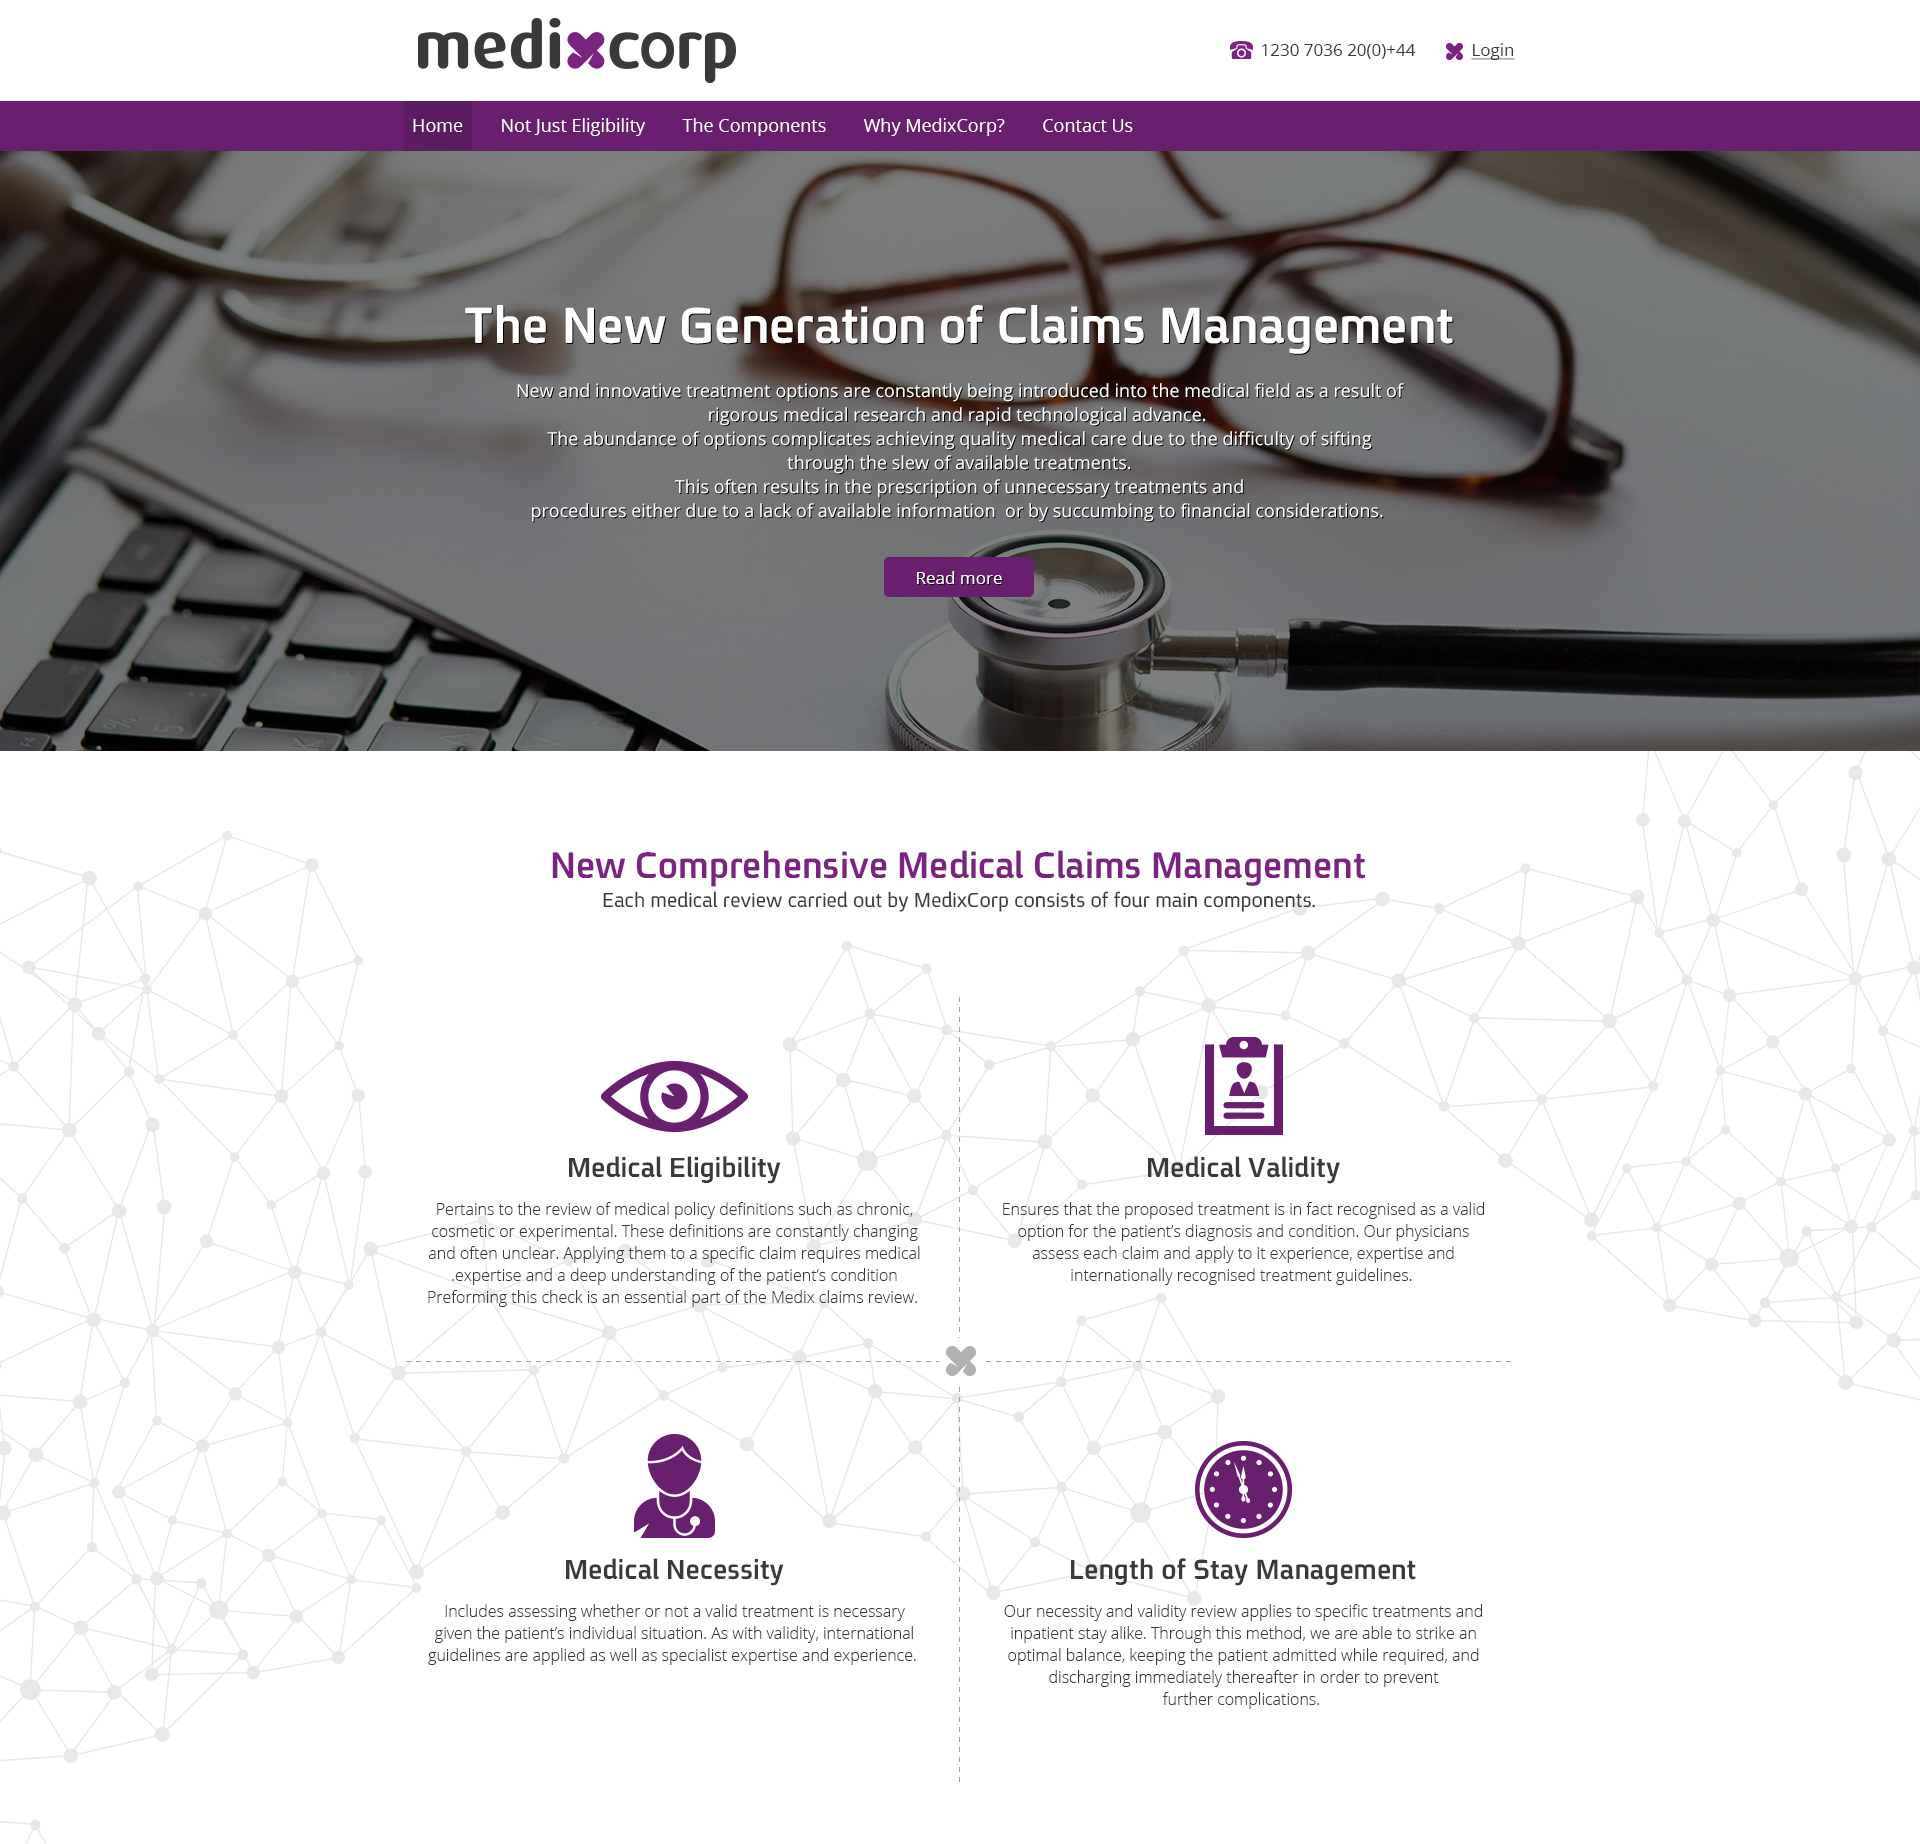 medixcorp
1230 7036 20(0)+44
Login
Home
Not Just Eligibility
The Components
Why MedixCorp?
Contact Us
The New Generation of Claims Management
New and innovative treatment options are constantly being introduced into the medical field as a result of
rigorous medical research and rapid technological advance.
The abundance of options complicates achieving quality medical care due to the difficulty of sifting
through the slew of available treatments.
This often results in the prescription of unnecessary treatments and
procedures either due to a lack of available information  or by succumbing to financial considerations.
Read more
New Comprehensive Medical Claims Management
Each medical review carried out by MedixCorp consists of four main components.
Medical Eligibility
Pertains to the review of medical policy definitions such as chronic,
cosmetic or experimental. These definitions are constantly changing
and often unclear. Applying them to a specific claim requires medical
.expertise and a deep understanding of the patient’s condition
Preforming this check is an essential part of the Medix claims review.
Medical Validity
Ensures that the proposed treatment is in fact recognised as a valid
option for the patient’s diagnosis and condition. Our physicians
assess each claim and apply to it experience, expertise and
internationally recognised treatment guidelines.
Medical Necessity
Includes assessing whether or not a valid treatment is necessary
given the patient’s individual situation. As with validity, international
guidelines are applied as well as specialist expertise and experience.
Length of Stay Management
Our necessity and validity review applies to specific treatments and
inpatient stay alike. Through this method, we are able to strike an
optimal balance, keeping the patient admitted while required, and
discharging immediately thereafter in order to prevent
further complications.